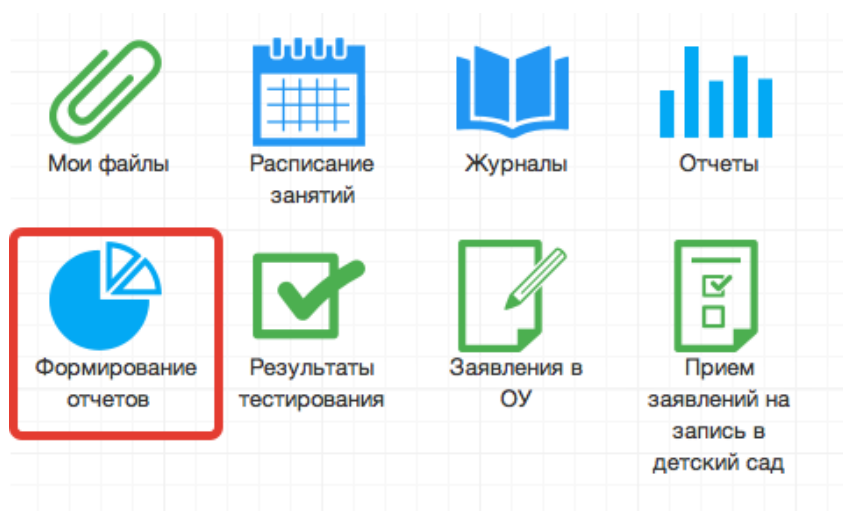 Мои файлы
Расписание
занятий
Журналы
Отчеты
Формирование
отчетов
Результаты
тестирования
Заявления в
ОУ
Прием
заявлений на
запись в
детский сад